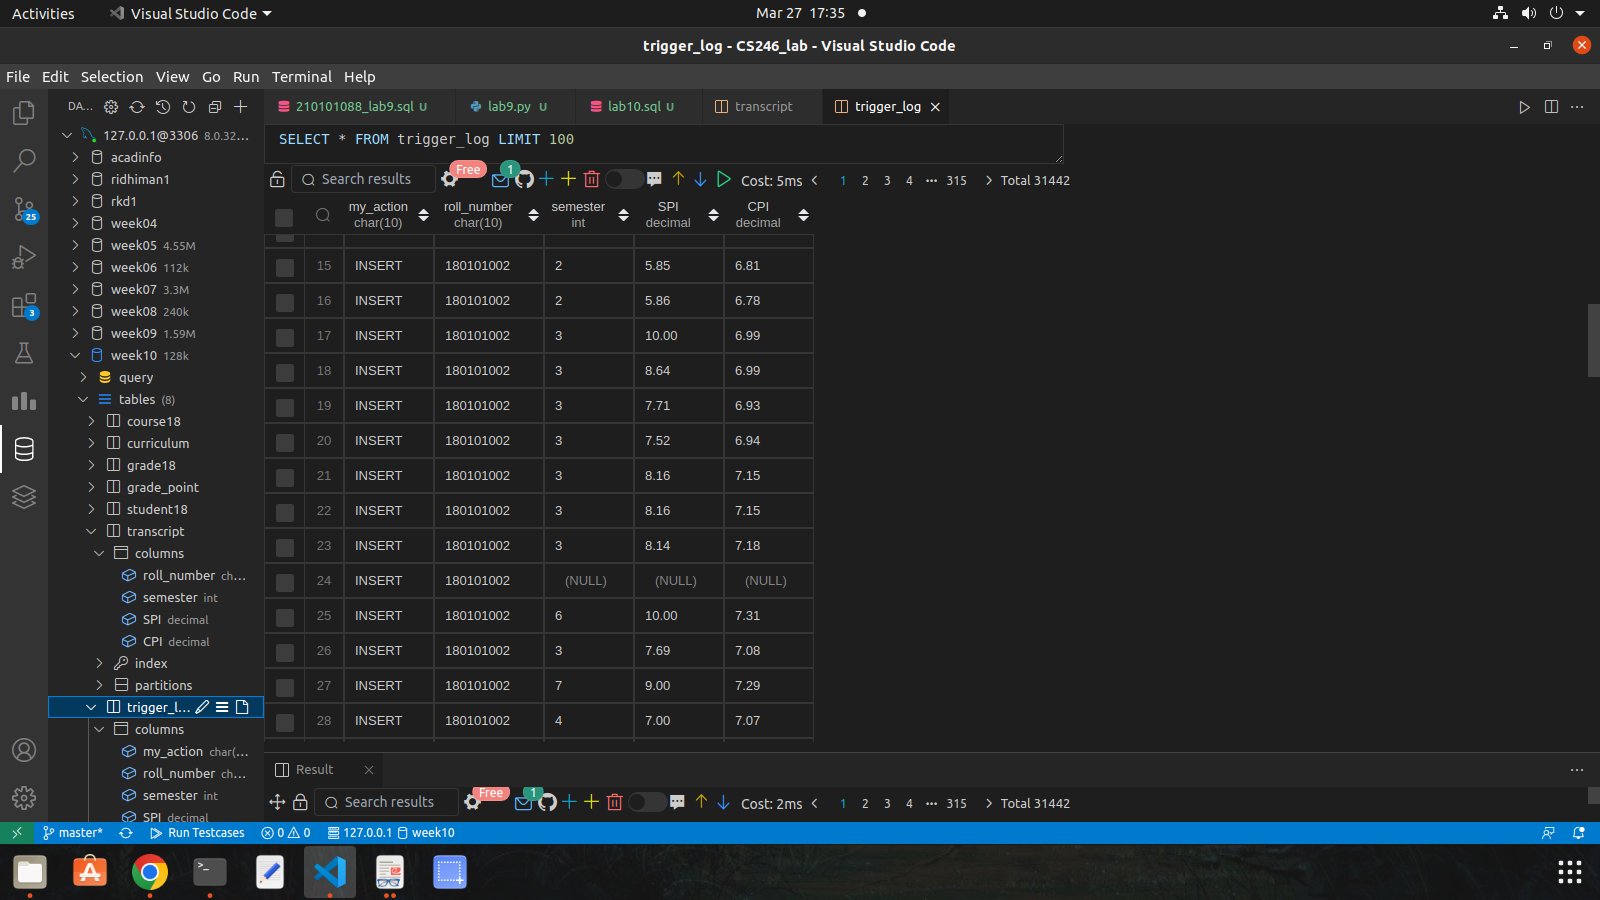 Activities
Visual Studio Code
Mar 27 17:35
trigger_log - CS246_lab - Visual Studio Code
File Edit Selection View Go Run Terminal Help
DA...
210101088_lab9.sql U
lab9.py U
lab10.sql U
transcript
trigger_log
127.0.0.1@3306 8.0.32...
acadinfo
ridhiman1
rkd1
week04
week05 4.55M
week06 112k
week07 3.3M
week08 240k
week09 1.59M
week10 128k
query
tables (8)
course18
curriculum
grade18
grade_point
student18
transcript
columns
roll_number ch...
semester int
SPI decimal
CPI decimal
index
partitions
trigger_l...
columns
my_action char(...
roll_number ch...
semester int
SPI decimal
25
3
SELECT * FROM trigger_log LIMIT 100
Search results
Free
1
Cost: 5ms
1 2 3 4 ••• 315
Total 31442
my_action roll_number semester SPI CPI
char(10) char(10) int decimal decimal
15 INSERT 180101002 2 5.85 6.81
16 INSERT 180101002 2 5.86 6.78
17 INSERT 180101002 3 10.00 6.99
18 INSERT 180101002 3 8.64 6.99
19 INSERT 180101002 3 7.71 6.93
20 INSERT 180101002 3 7.52 6.94
21 INSERT 180101002 3 8.16 7.15
22 INSERT 180101002 3 8.16 7.15
23 INSERT 180101002 3 8.14 7.18
24 INSERT 180101002 (NULL) (NULL) (NULL)
25 INSERT 180101002 6 10.00 7.31
26 INSERT 180101002 3 7.69 7.08
27 INSERT 180101002 7 9.00 7.29
28 INSERT 180101002 4 7.00 7.07
Result
Search results
Free
1
Cost: 2ms
1 2 3 4 ••• 315
Total 31442
master*
Run Testcases
0 0
127.0.0.1
week10